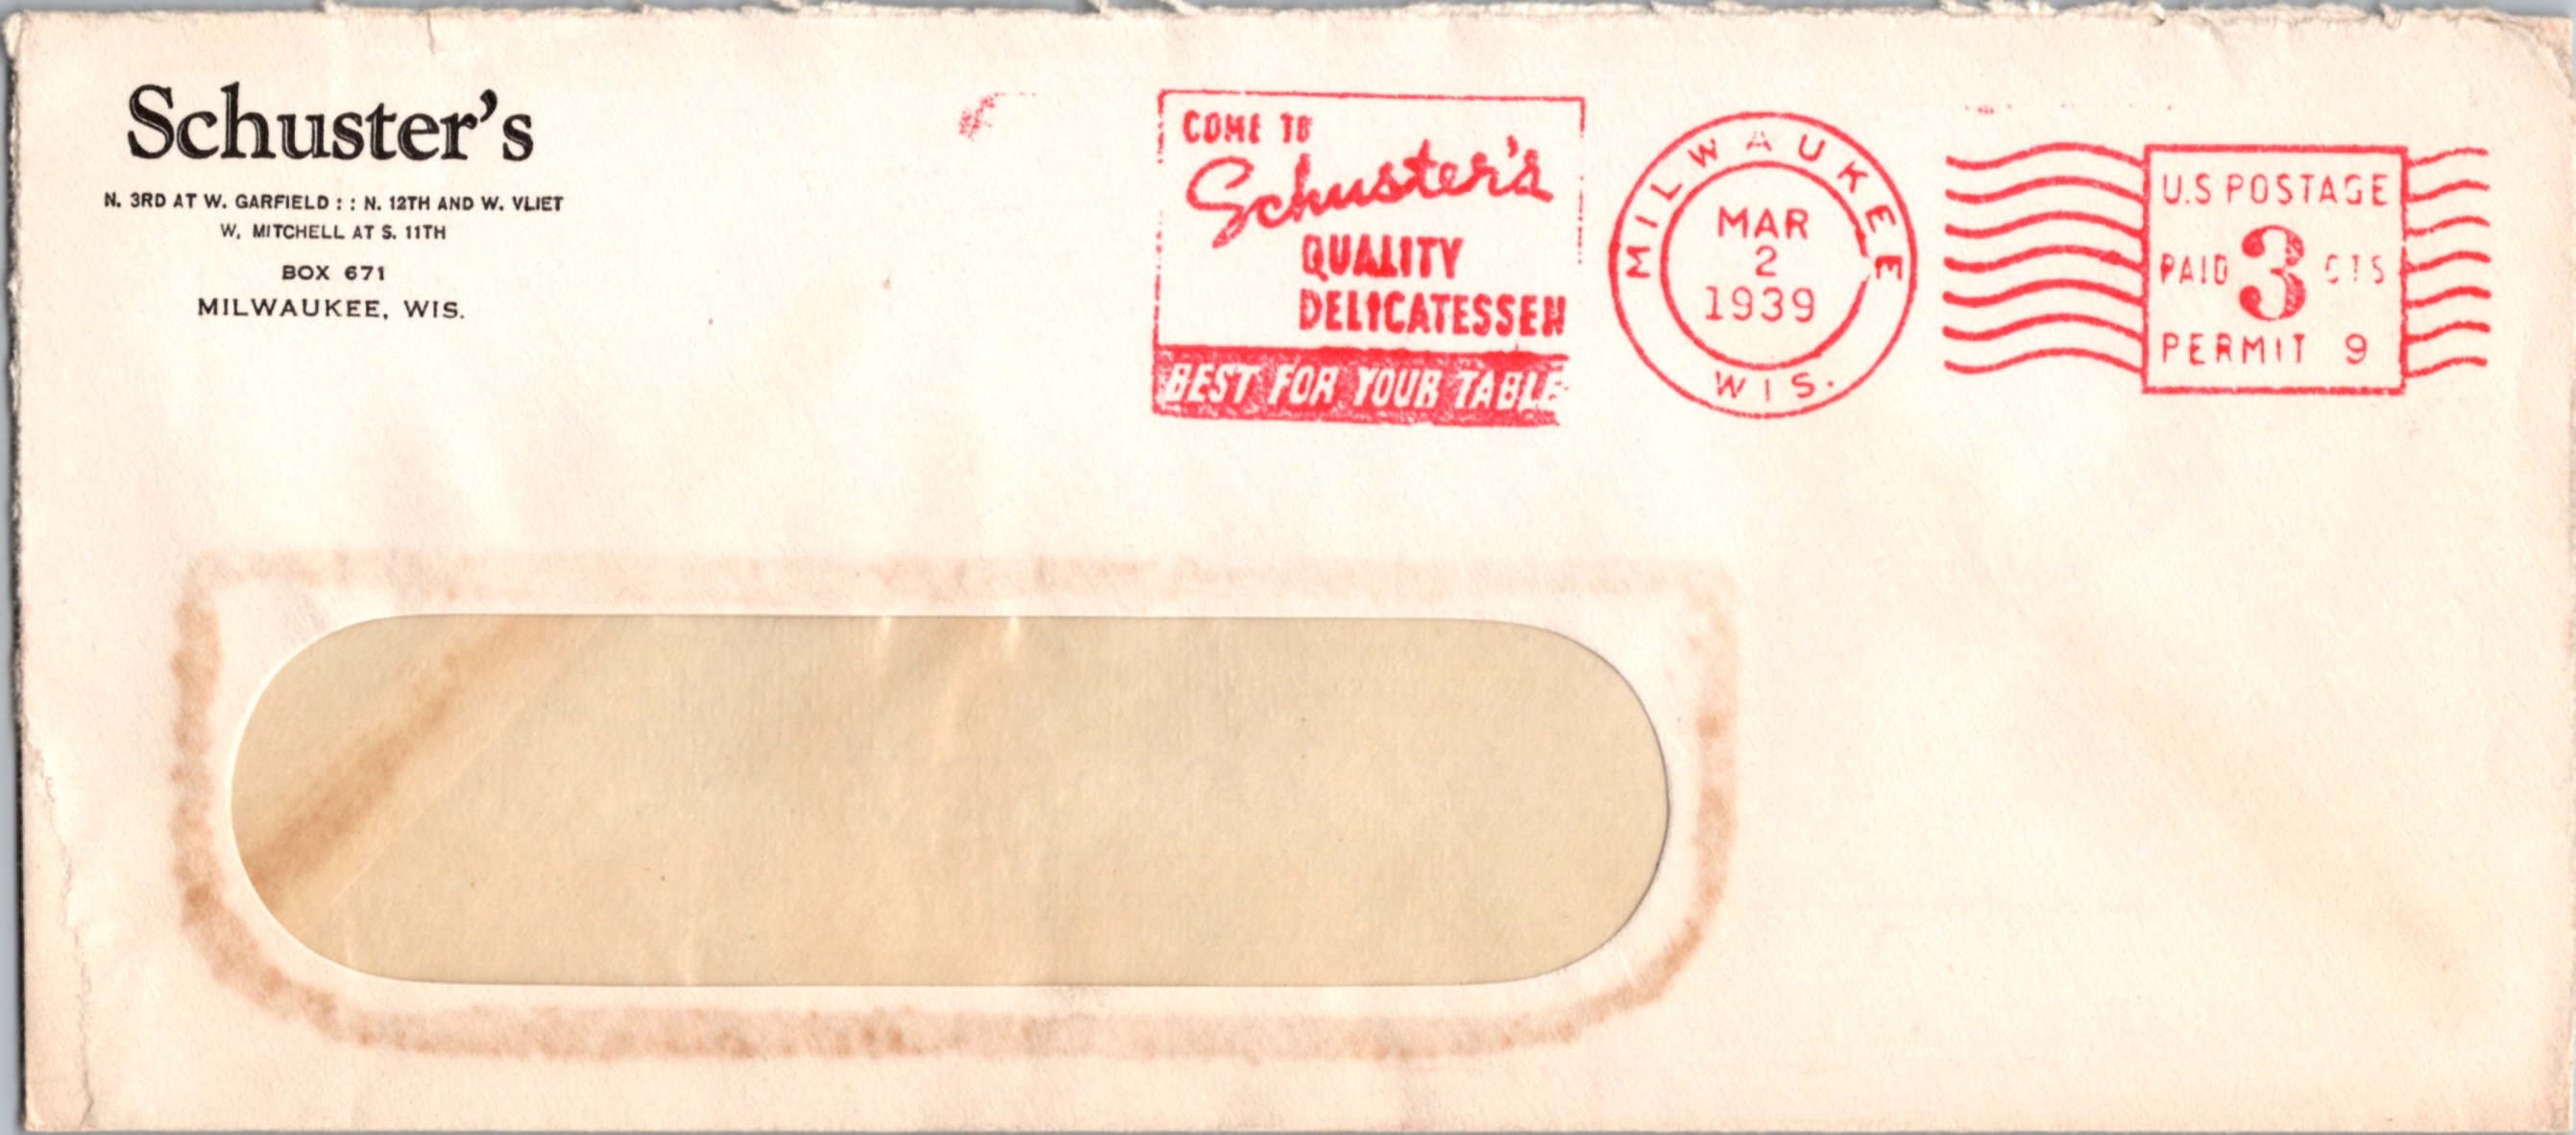 Schuster's
N. 3RD AT W. GARFIELD : : N. 12TH AND W. VLIET
W. MITCHELL AT S. 11TH
BOX 671
MILWAUKEE, WIS.
COME TO
Schuster's
QUALITY
DELICATESSEN
BEST FOR YOUR TABLE
MILWAUKEE
MAR
2
1939
WIS.
U.S POSTAGE
PAID 3 CTS
PERMIT 9